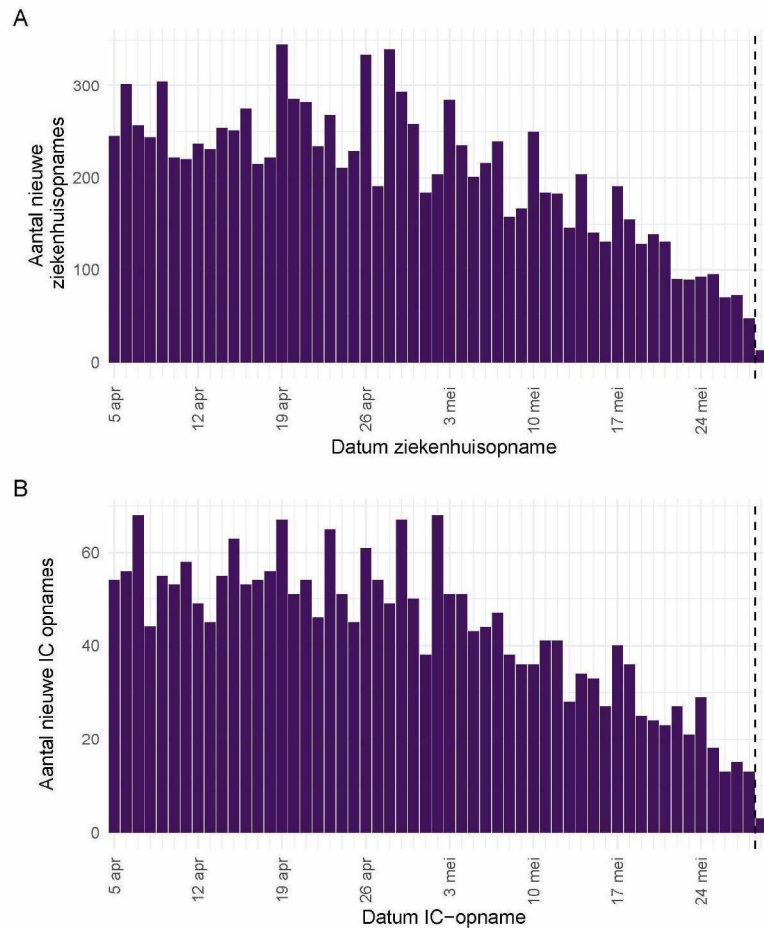 A
Aantal nieuwe
ziekenhuisopnames
300
200
100
0
5 apr
12 apr
19 apr
26 apr
3 mei
10 mei
17 mei
24 mei
Datum ziekenhuisopname
B
Aantal nieuwe IC opnames
60
40
20
0
5 apr
12 apr
19 apr
26 apr
3 mei
10 mei
17 mei
24 mei
Datum IC−opname